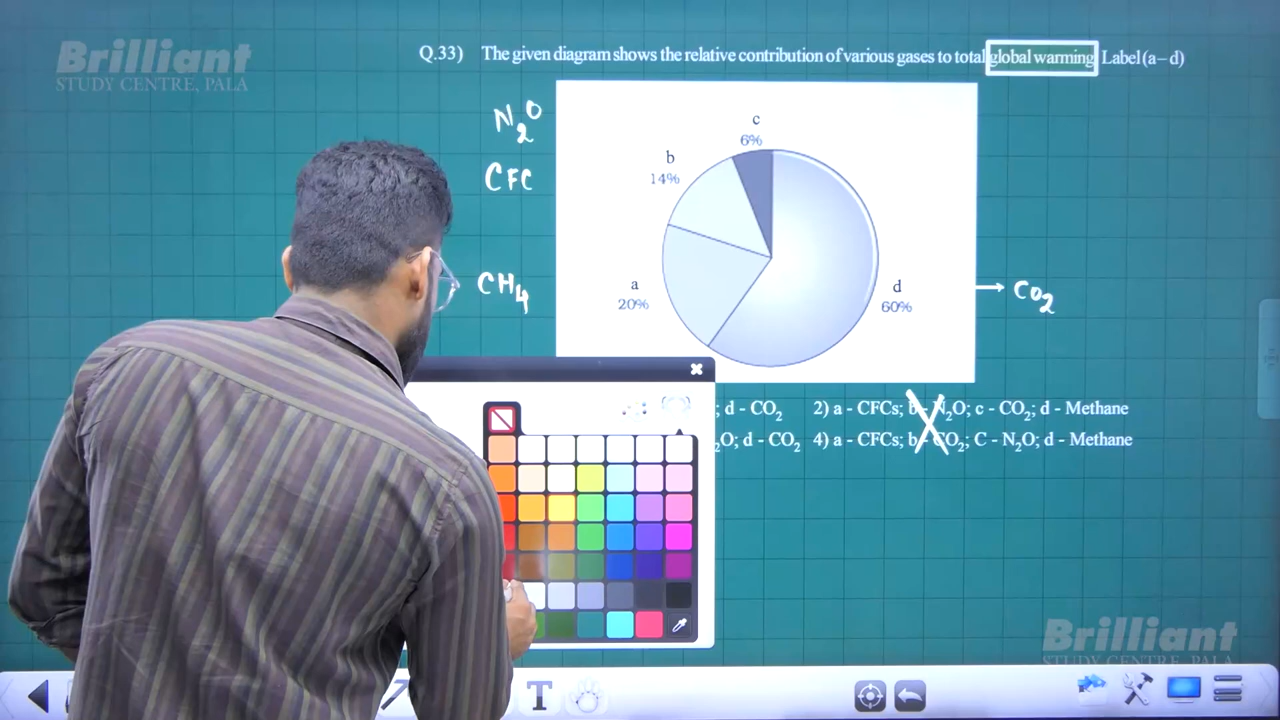 Brilliant
STUDY CENTRE, PALA
Q.33) The given diagram shows the relative contribution of various gases to total global warming Label (a – d)
N2O
CFC
CH4
c
6%
b
14%
a
20%
d
60%
CO2
; d - CO2 2) a - CFCs; b - N2O; c - CO2; d - Methane
2O; d - CO2 4) a - CFCs; b - CO2; C - N2O; d - Methane
T
Brilliant
STUDY CENTRE, PALA